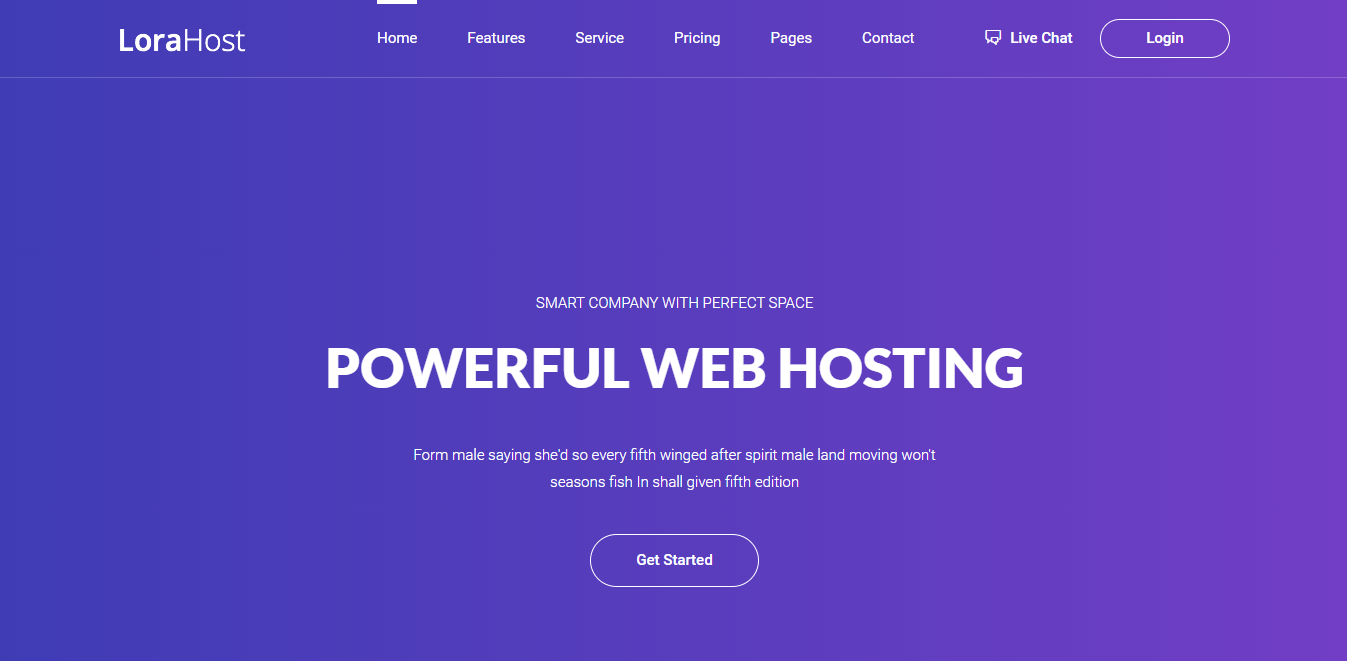 LoraHost
Home Features Service Pricing Pages Contact Live Chat Login
SMART COMPANY WITH PERFECT SPACE
POWERFUL WEB HOSTING
Form male saying she'd so every fifth winged after spirit male land moving won't
seasons fish In shall given fifth edition
Get Started